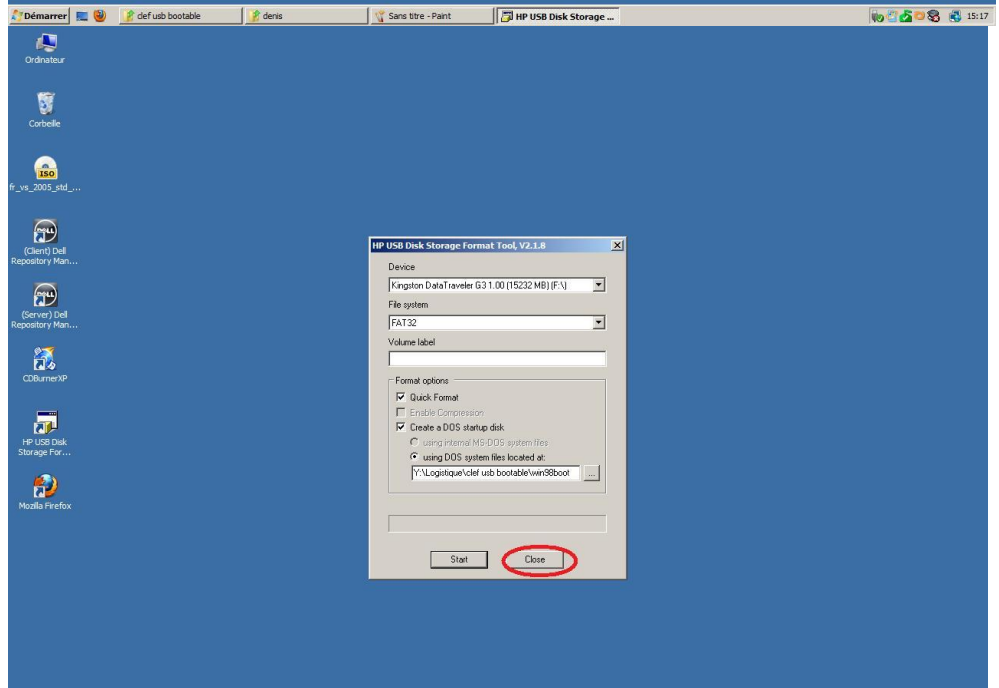 Démarrer
clef usb bootable
denis
Sans titre - Paint
HP USB Disk Storage ...
15:17
Ordinateur
Corbeille
ISO
fr_vs_2005_std_...
DELL
(Client) Dell
Repository Man...
DELL
(Server) Dell
Repository Man...
CDBurnerXP
HP USB Disk
Storage For...
Mozilla Firefox
HP USB Disk Storage Format Tool, V2.1.8
Device
Kingston DataTraveler G3 1.00 (15232 MB) (F:\)
File system
FAT32
Volume label
Format options
Quick Format
Enable Compression
Create a DOS startup disk
using internal MS-DOS system files
using DOS system files located at:
Y:\Logistique\clef usb bootable\win98boot
...
Start
Close